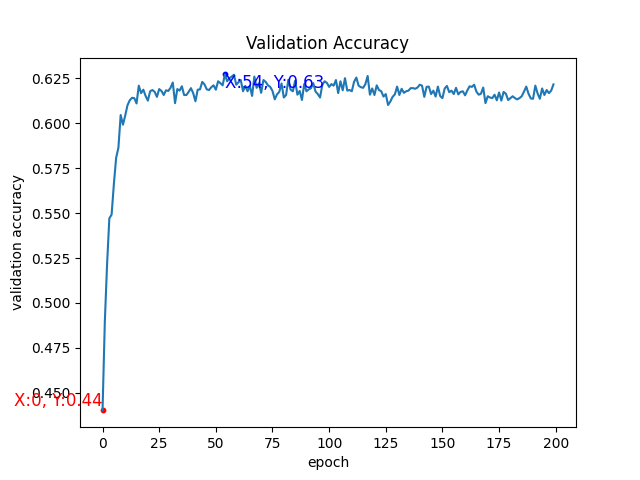 Validation Accuracy
0.625
X:54, Y:0.63
0.600
0.575
0.550
validation accuracy
0.525
0.500
0.475
0.450
X:0, Y:0.44
0 25 50 75 100 125 150 175 200
epoch